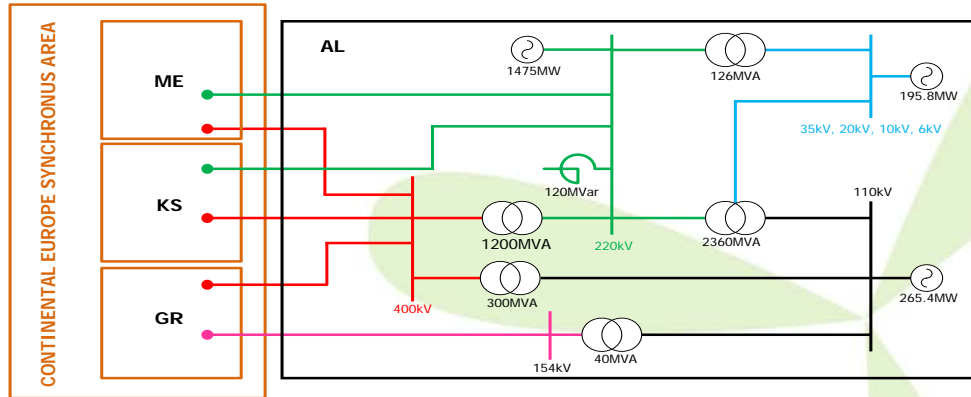 CONTINENTAL EUROPE SYNCHRONUS AREA
ME
KS
GR
AL
1475MW
126MVA
195.8MW
35kV, 20kV, 10kV, 6kV
120MVar
110kV
1200MVA
220kV
2360MVA
300MVA
265.4MW
400kV
40MVA
154kV